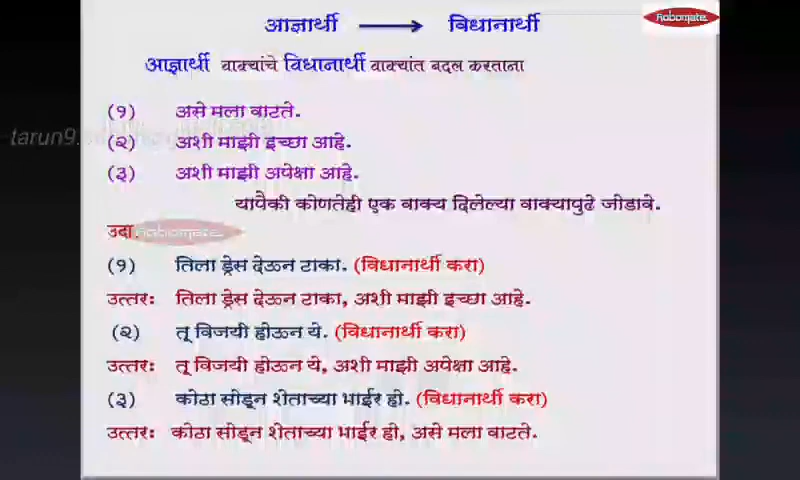 आज्ञार्थी ⟶ विधानार्थी
Robomate
आज्ञार्थी वाक्यांचे विधानार्थी वाक्यांत बदल करताना
(१) असे मला वाटते.
tarun9.
(२) अशी माझी इच्छा आहे.
(३) अशी माझी अपेक्षा आहे.
यापैकी कोणतेही एक वाक्य दिलेल्या वाक्यापुढे जोडावे.
उदा. Robomate
(१) तिला ड्रेस देऊन टाका. (विधानार्थी करा)
उत्तरः तिला ड्रेस देऊन टाका, अशी माझी इच्छा आहे.
(२) तू विजयी होऊन ये. (विधानार्थी करा)
उत्तरः तू विजयी होऊन ये, अशी माझी अपेक्षा आहे.
(३) कोठा सोडून शेताच्या भाईर हो. (विधानार्थी करा)
उत्तरः कोठा सोडून शेताच्या भाईर हो, असे मला वाटते.